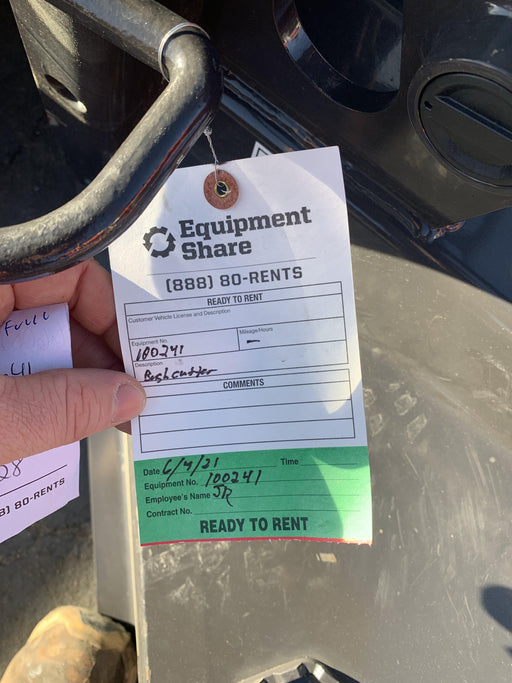 Equipment
Share
(888) 80-RENTS
READY TO RENT
Customer Vehicle License and Description
Equipment No.
Mileage/Hours
100241
-
Description
Bushcutter
COMMENTS
Date 6/4/21 Time
Equipment No. 100241
Employee's Name JR
Contract No.
READY TO RENT
Full
.41
28
8) 80-RENTS